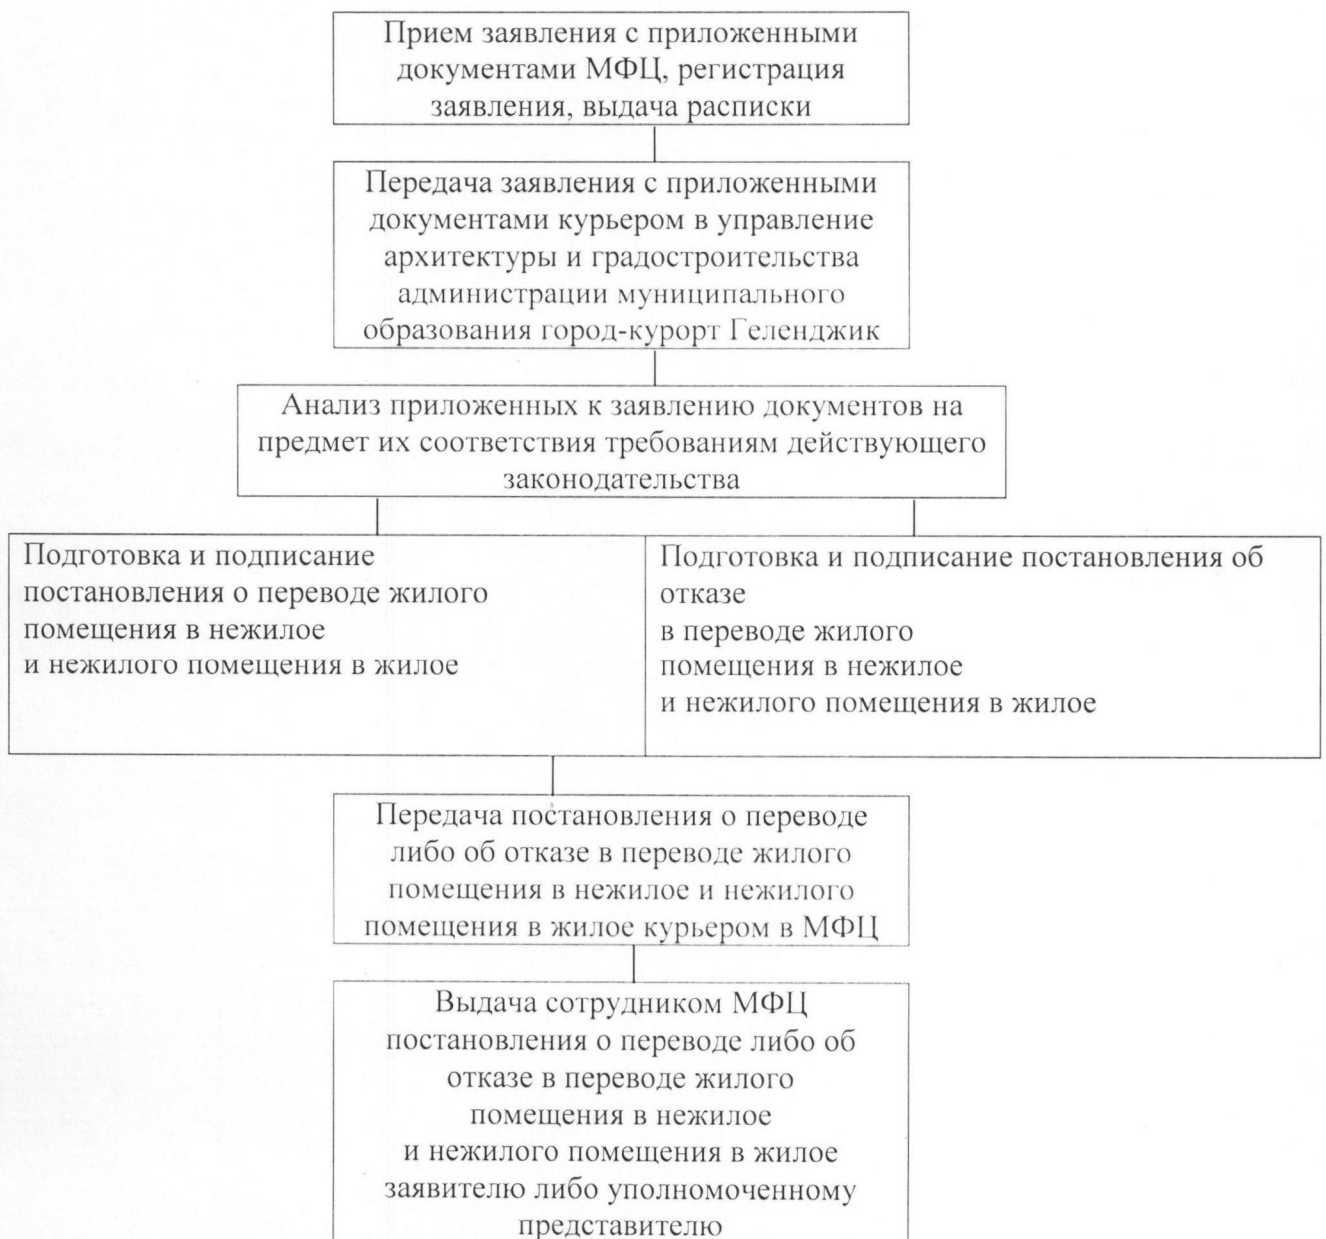 Прием заявления с приложенными
документами МФЦ, регистрация
заявления, выдача расписки
Передача заявления с приложенными
документами курьером в управление
архитектуры и градостроительства
администрации муниципального
образования город-курорт Геленджик
Анализ приложенных к заявлению документов на
предмет их соответствия требованиям действующего
законодательства
Подготовка и подписание
постановления о переводе жилого
помещения в нежилое
и нежилого помещения в жилое
Подготовка и подписание постановления об
отказе
в переводе жилого
помещения в нежилое
и нежилого помещения в жилое
Передача постановления о переводе
либо об отказе в переводе жилого
помещения в нежилое и нежилого
помещения в жилое курьером в МФЦ
Выдача сотрудником МФЦ
постановления о переводе либо об
отказе в переводе жилого
помещения в нежилое
и нежилого помещения в жилое
заявителю либо уполномоченному
представителю